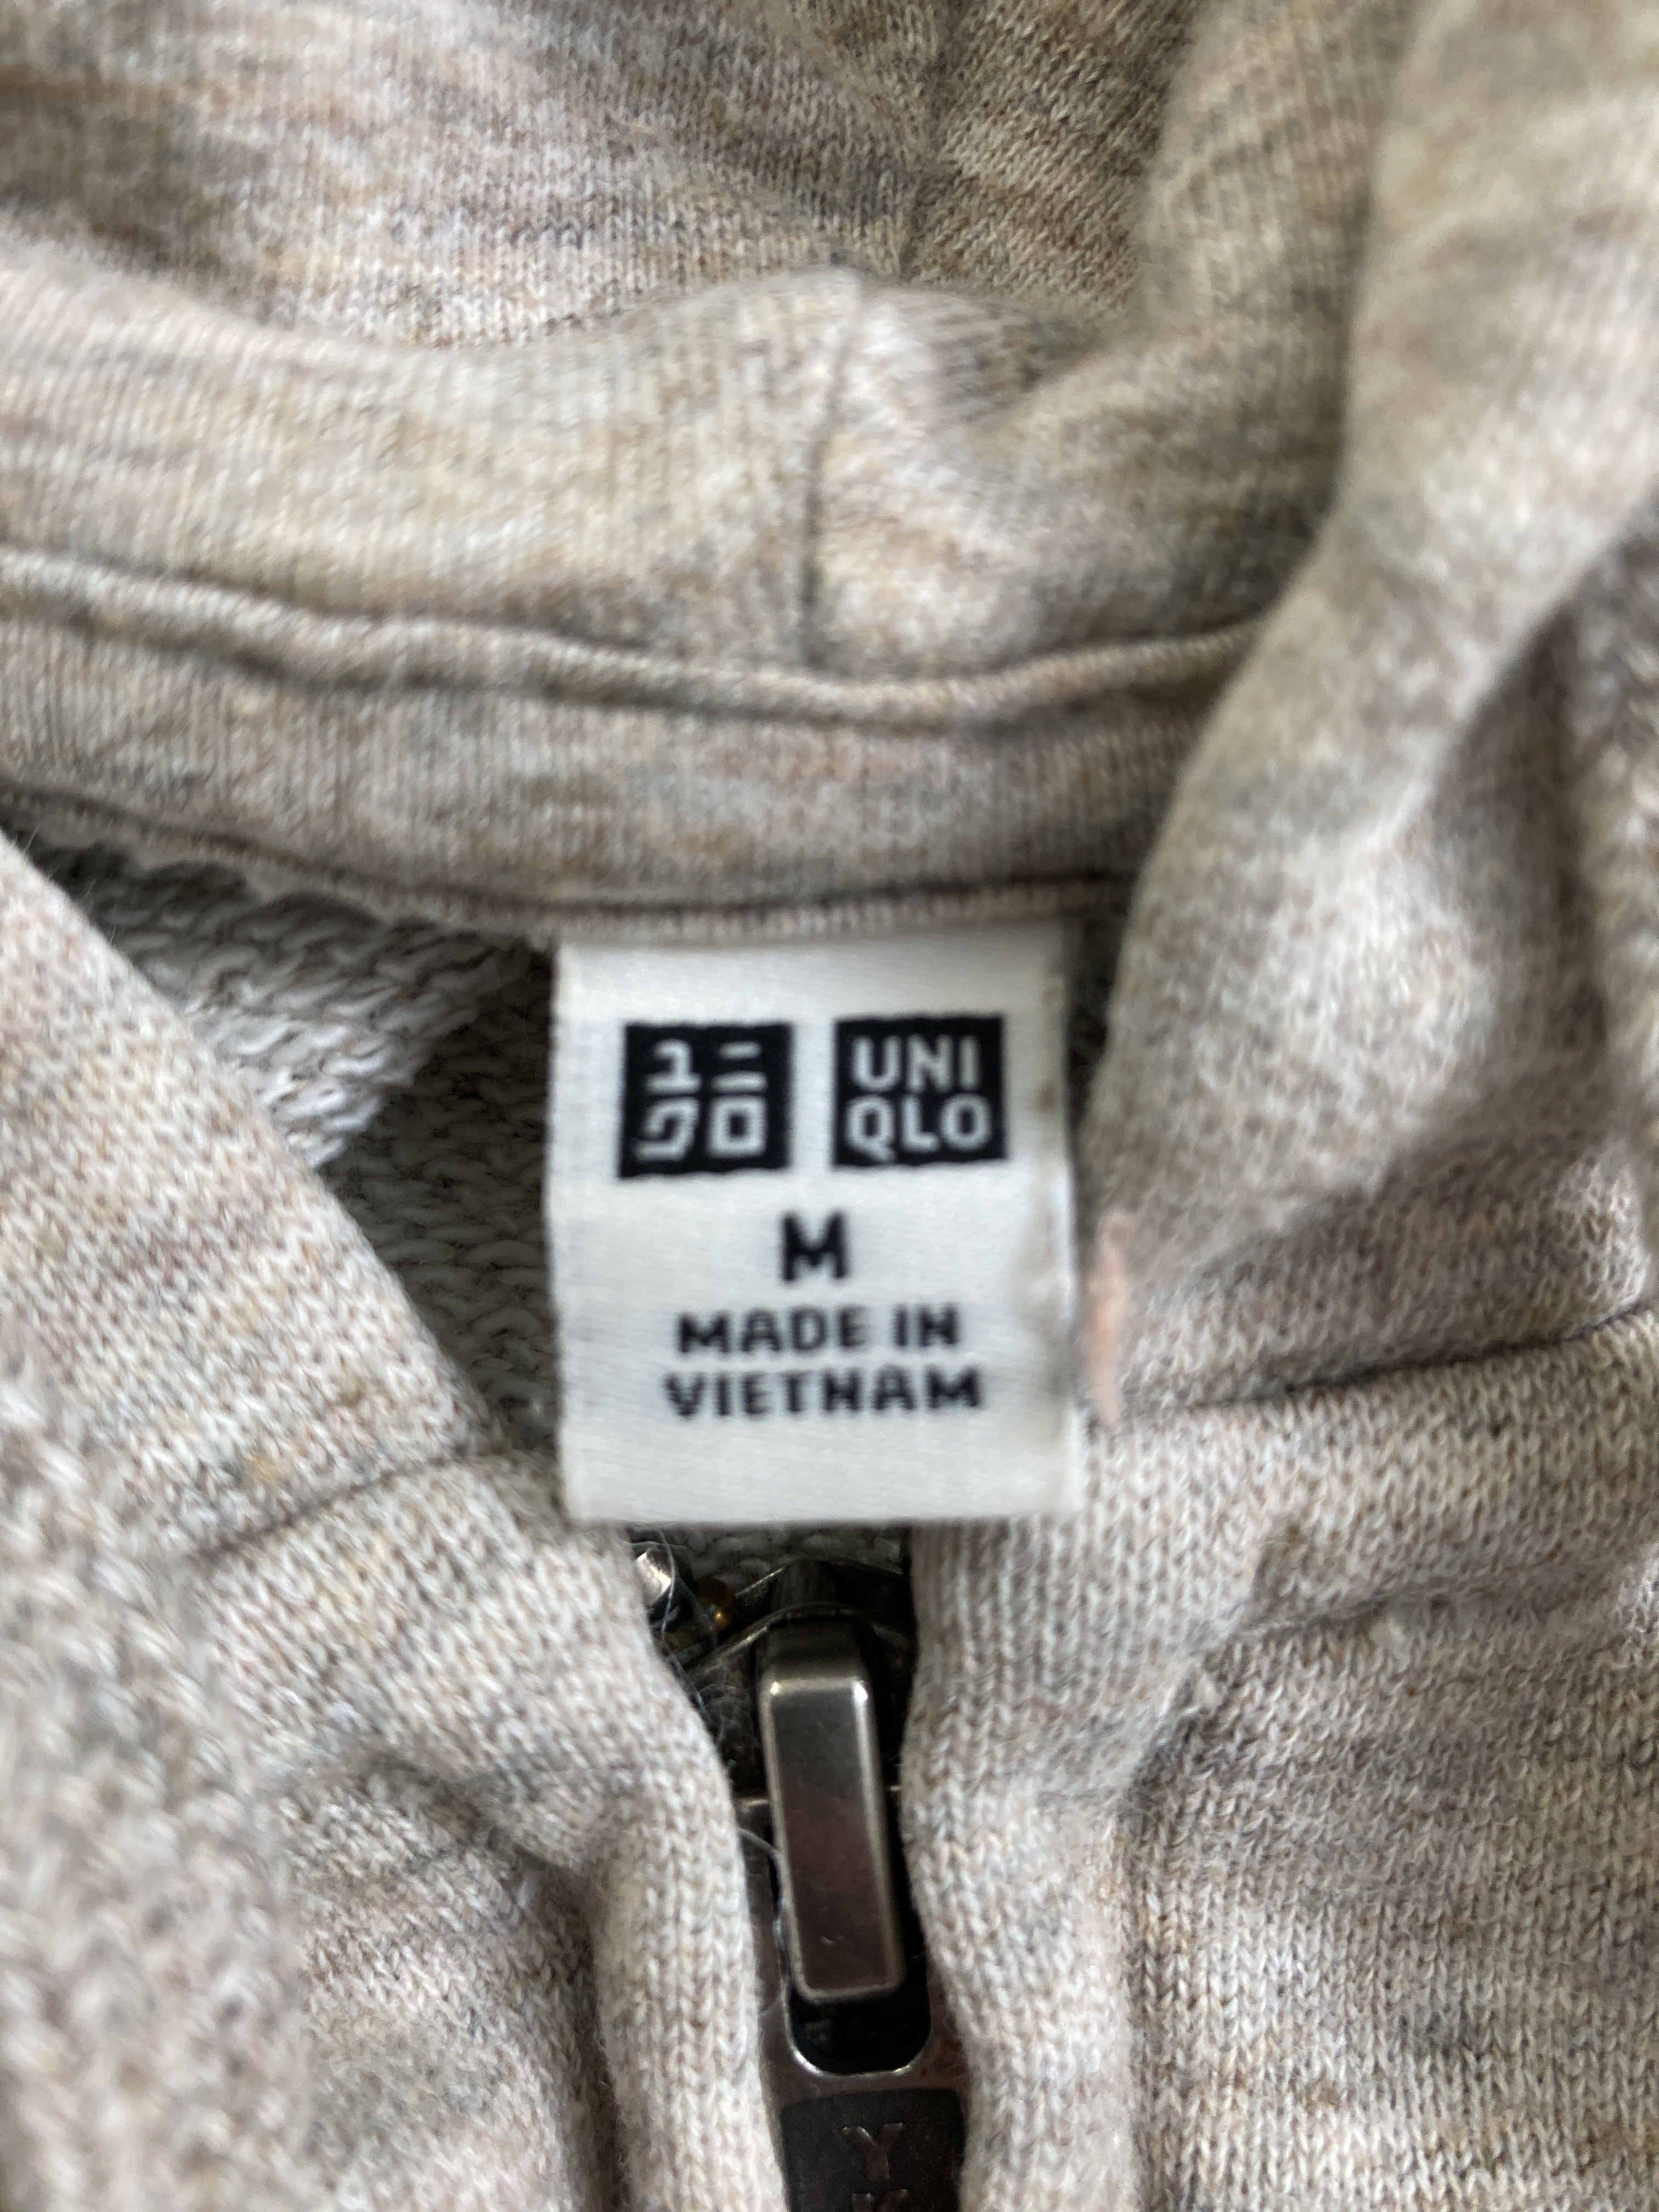 ユニ UNI
クロ QLO
M
MADE IN
VIETNAM
Y